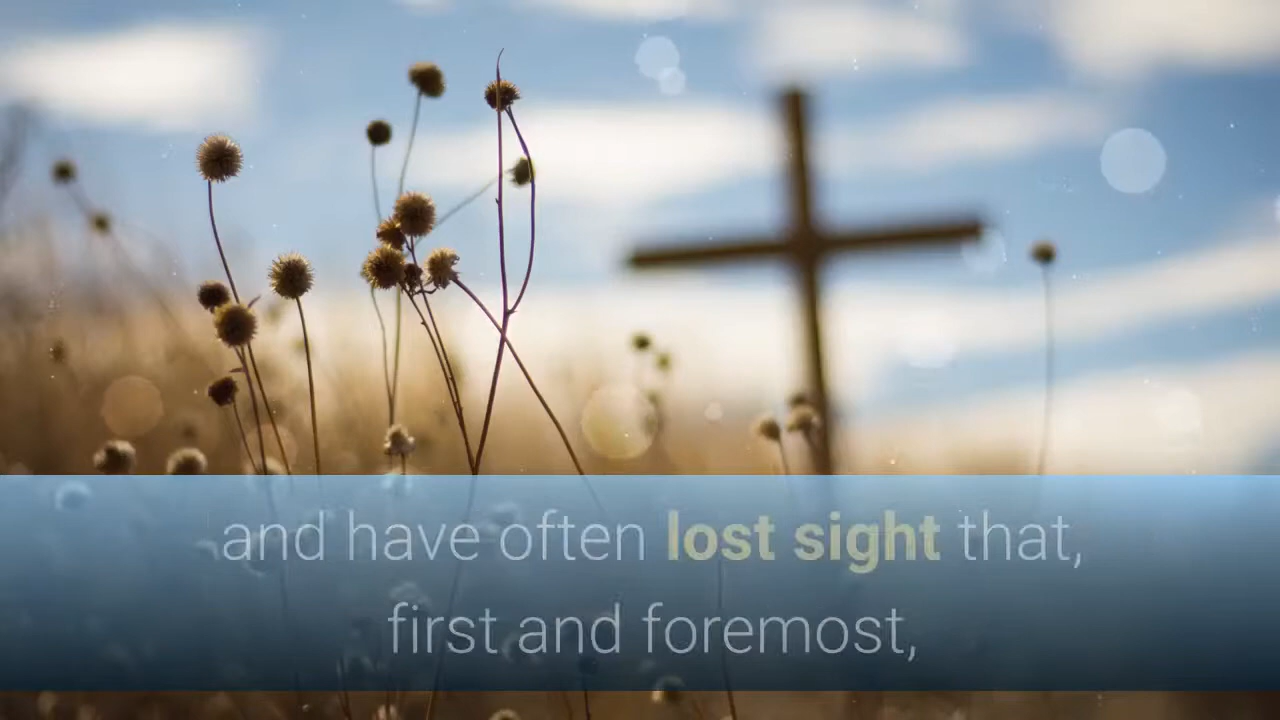 and have often lost sight that,
first and foremost,